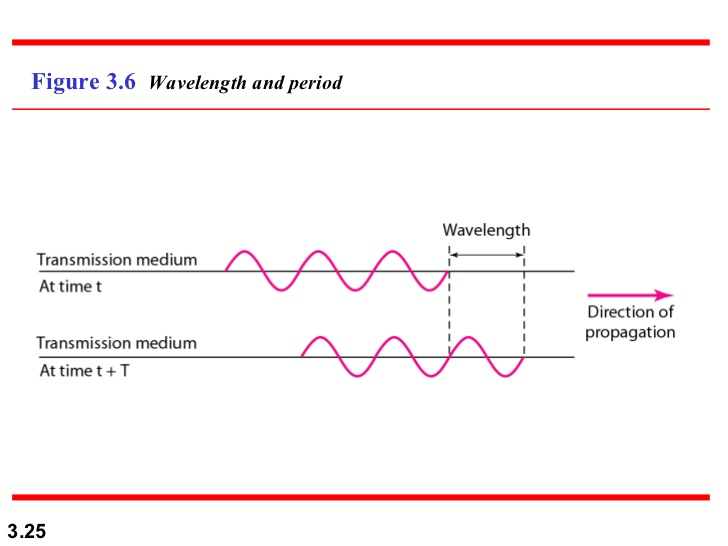 Figure 3.6 Wavelength and period
Wavelength
Transmission medium
At time t
Direction of
propagation
Transmission medium
At time t + T
3.25